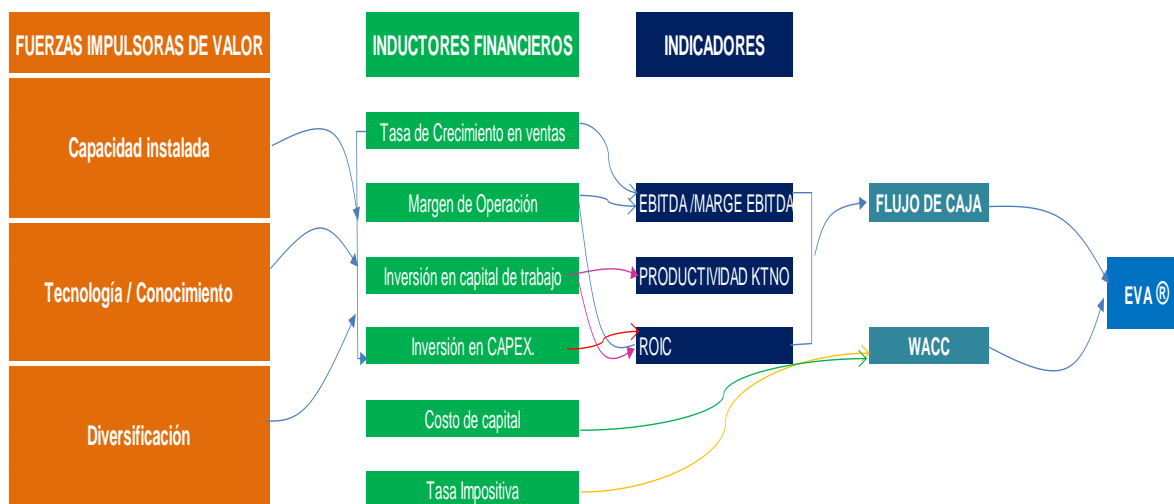 FUERZAS IMPULSORAS DE VALOR
INDUCTORES FINANCIEROS
INDICADORES
Capacidad instalada
Tecnología / Conocimiento
Diversificación
Tasa de Crecimiento en ventas
Margen de Operación
Inversión en capital de trabajo
Inversión en CAPEX.
Costo de capital
Tasa Impositiva
EBITDA /MARGE EBITDA
PRODUCTIVIDAD KTNO
ROIC
FLUJO DE CAJA
WACC
EVA ®